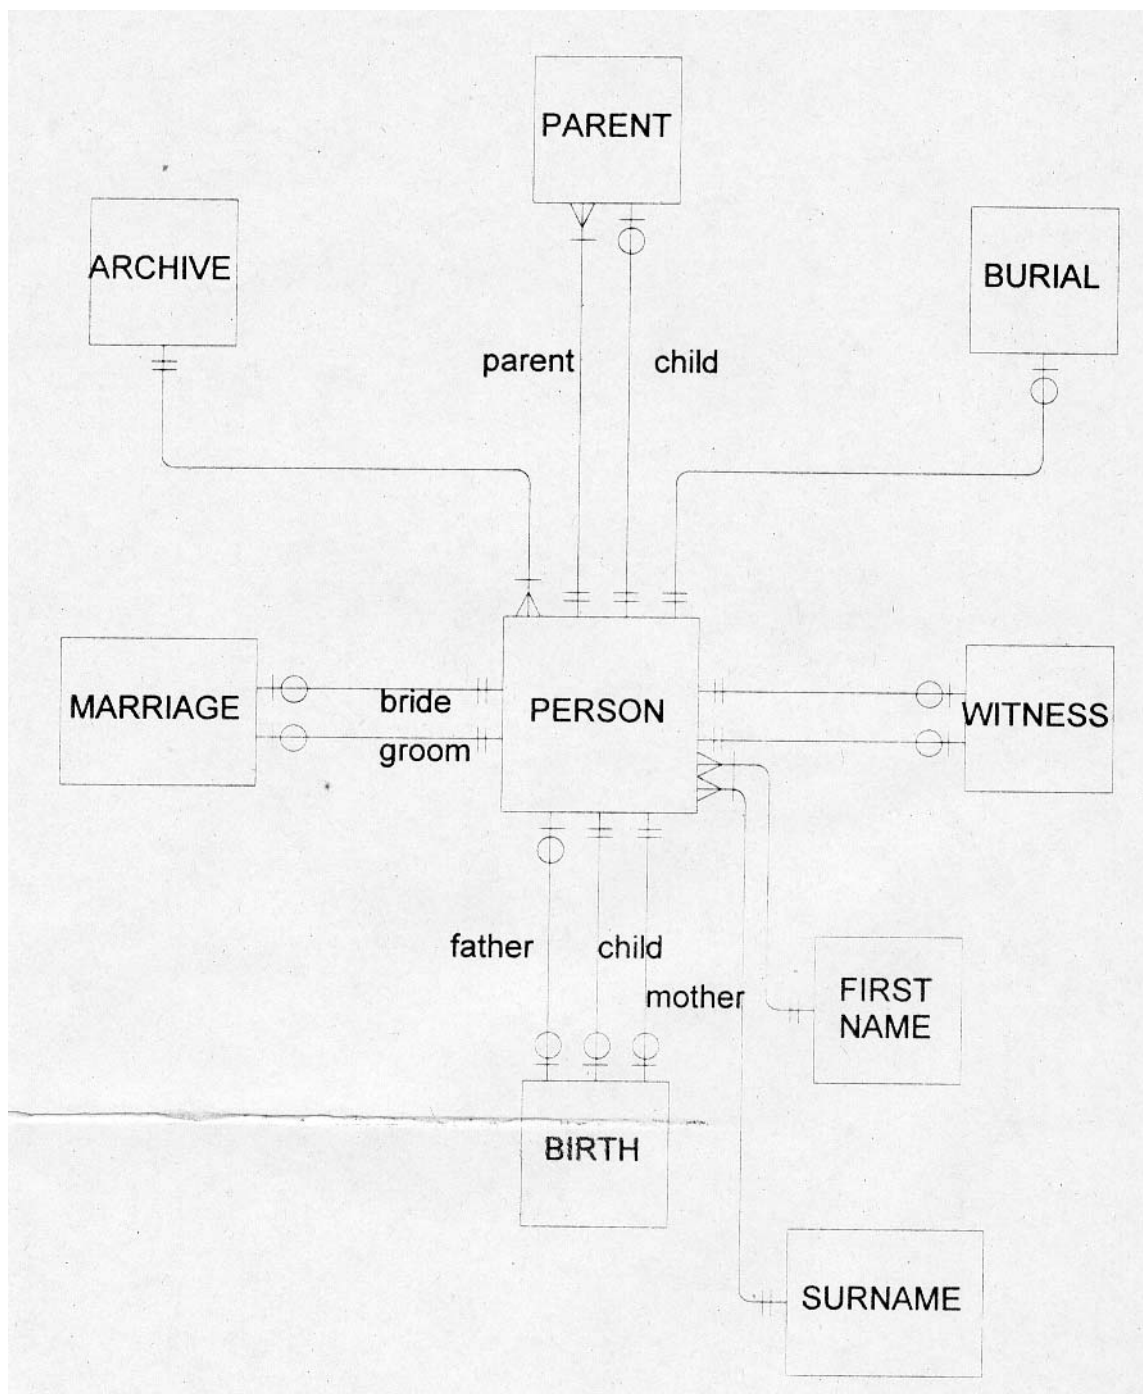 PARENT
ARCHIVE
BURIAL
parent
child
MARRIAGE
bride
groom
PERSON
WITNESS
father
child
mother
FIRST
NAME
BIRTH
SURNAME